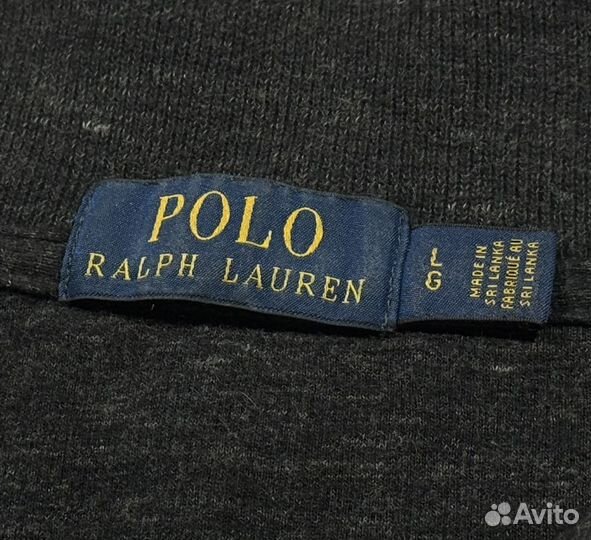 POLO
RALPH LAUREN
L
G
MADE IN
SRI LANKA
FABRIQUÉ AU
SRI LANKA
Avito